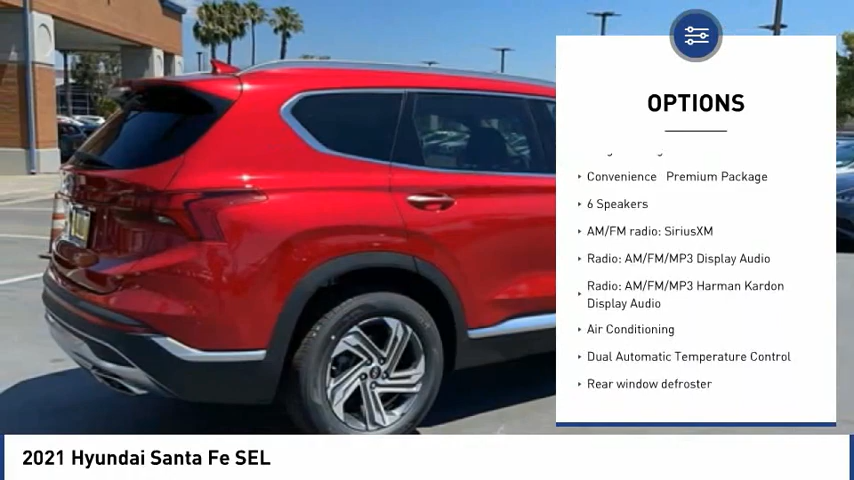 OPTIONS
Convenience Premium Package
6 Speakers
AM/FM radio: SiriusXM
Radio: AM/FM/MP3 Display Audio
Radio: AM/FM/MP3 Harman Kardon
Display Audio
Air Conditioning
Dual Automatic Temperature Control
Rear window defroster
2021 Hyundai Santa Fe SEL